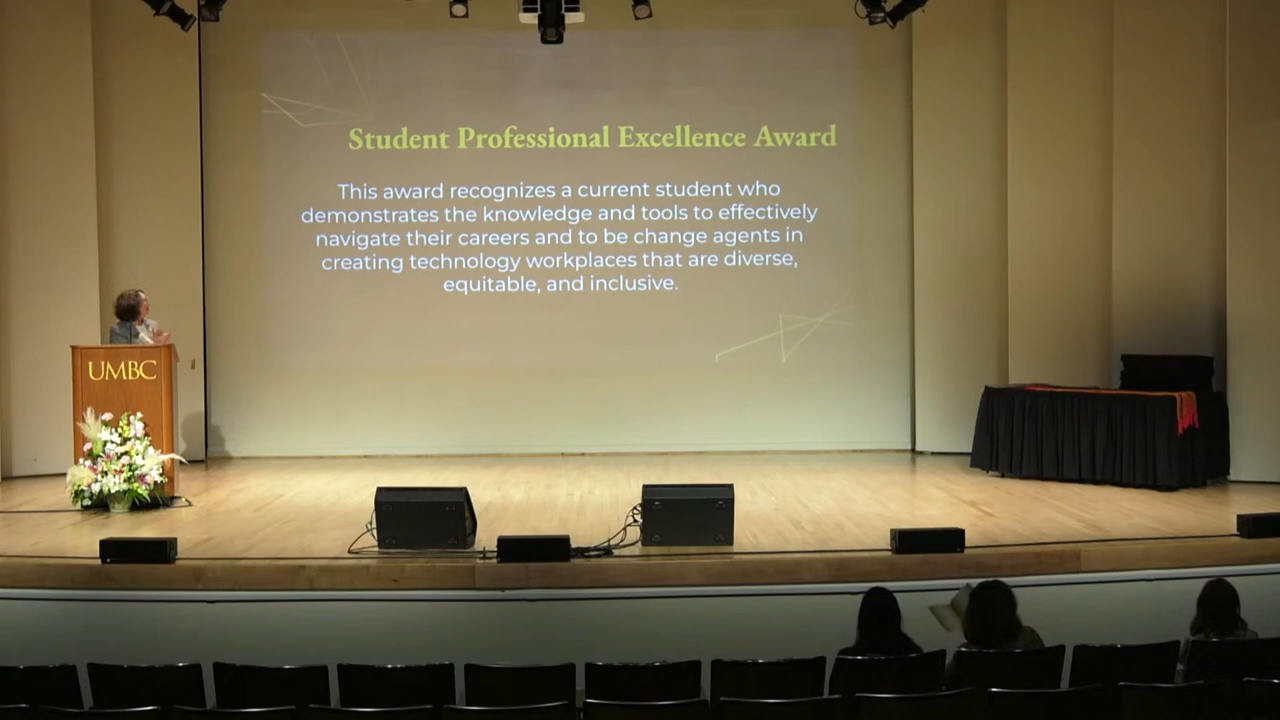 Student Professional Excellence Award
This award recognizes a current student who
demonstrates the knowledge and tools to effectively
navigate their careers and to be change agents in
creating technology workplaces that are diverse,
equitable, and inclusive.
UMBC